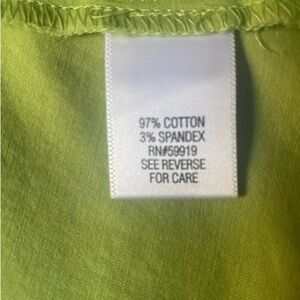 97% COTTON
3% SPANDEX
RN#59919
SEE REVERSE
FOR CARE